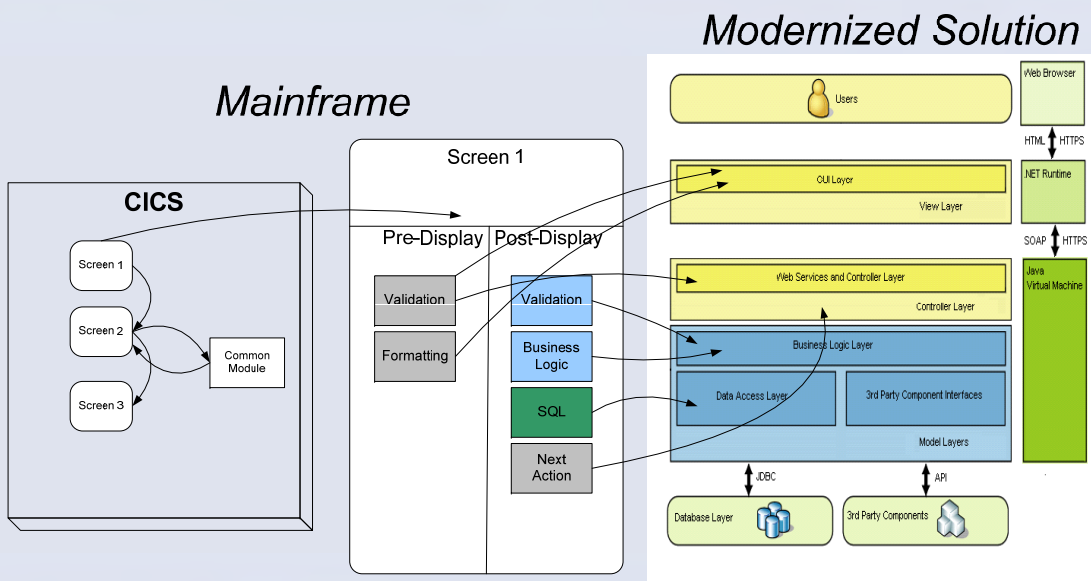 Modernized Solution
Mainframe
CICS
Screen 1
Screen 2
Screen 3
Common
Module
Screen 1
Pre-Display
Post-Display
Validation
Formatting
Validation
Business
Logic
SQL
Next
Action
Users
GUI Layer
View Layer
Web Services and Controller Layer
Controller Layer
Business Logic Layer
Data Access Layer
3rd Party Component Interfaces
Model Layers
JDBC
API
Database Layer
3rd Party Components
Web Browser
HTML
HTTPS
.NET Runtime
SOAP
HTTPS
Java
Virtual Machine